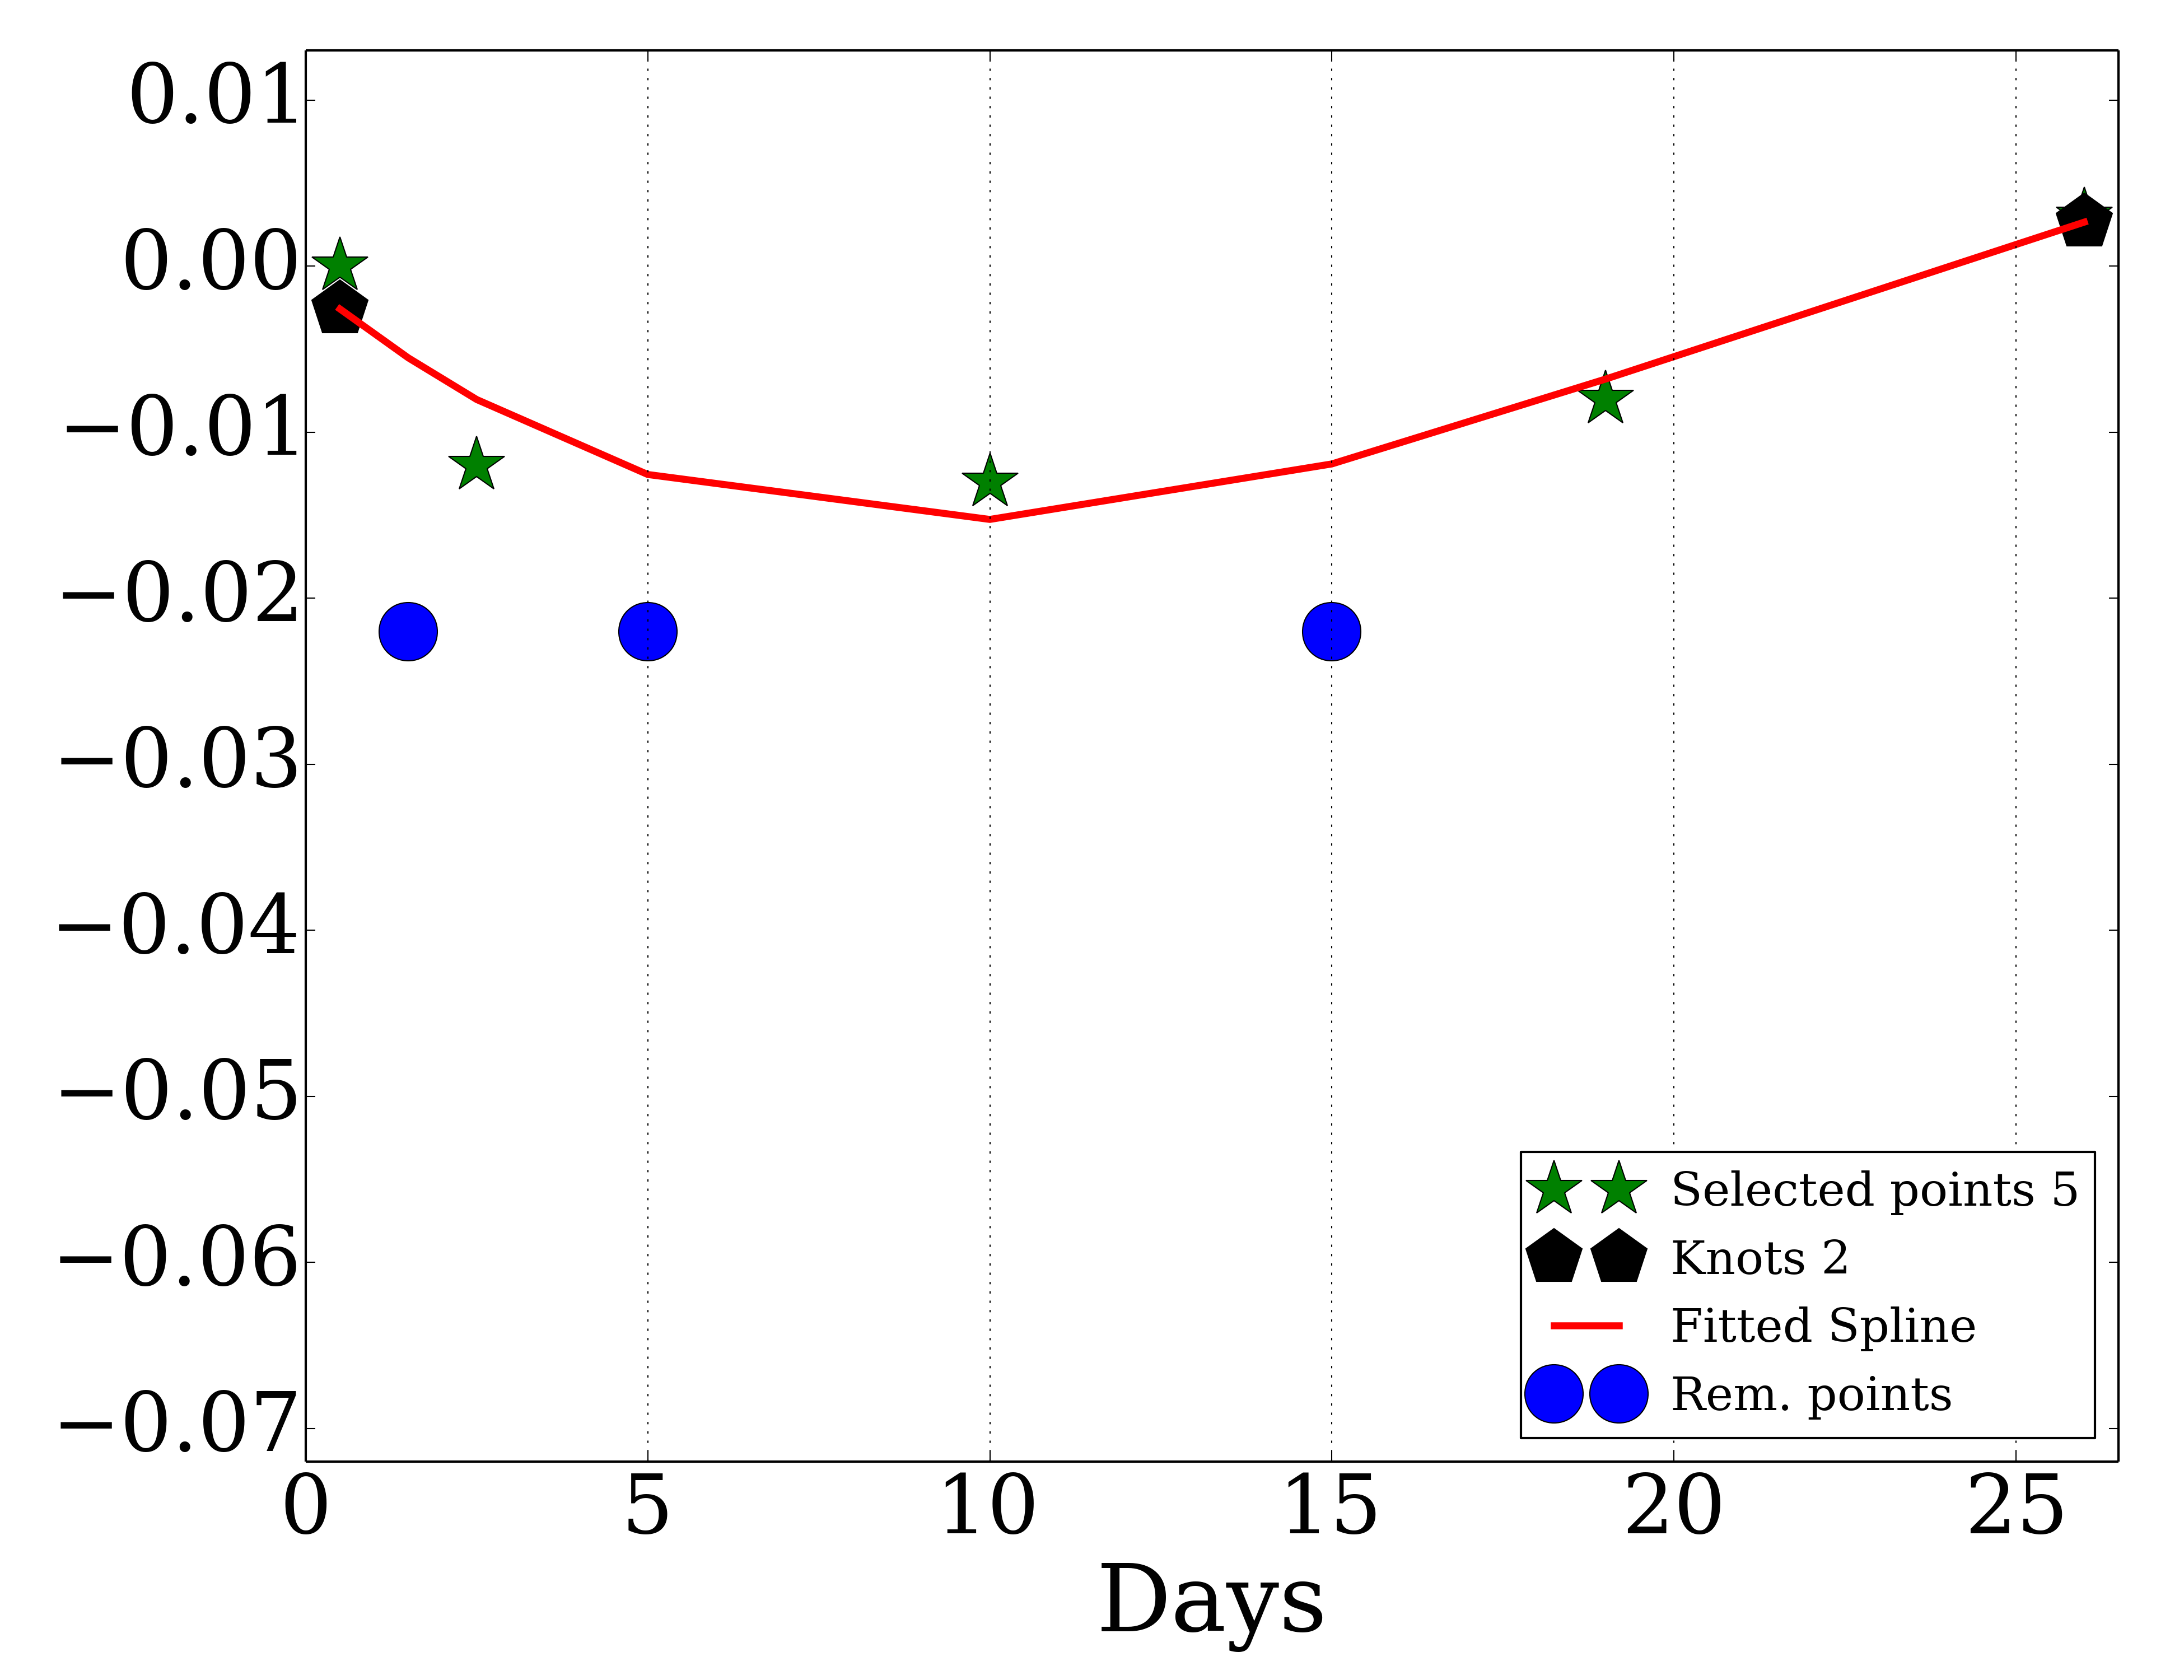 0.01
0.00
−0.01
−0.02
−0.03
−0.04
−0.05
−0.06
−0.07
Selected points 5
Knots 2
Fitted Spline
Rem. points
0 5 10 15 20 25
Days